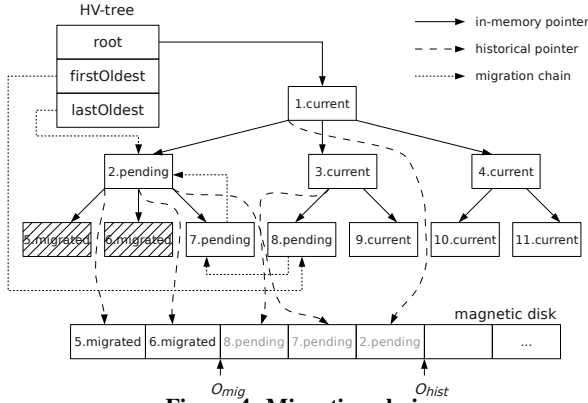 HV-tree
root
firstOldest
lastOldest
in-memory pointer
historical pointer
migration chain
1.current
2.pending
3.current
4.current
5.migrated
6.migrated
7.pending
8.pending
9.current
10.current
11.current
magnetic disk
5.migrated
6.migrated
8.pending
7.pending
2.pending
...
Omig
Ohist